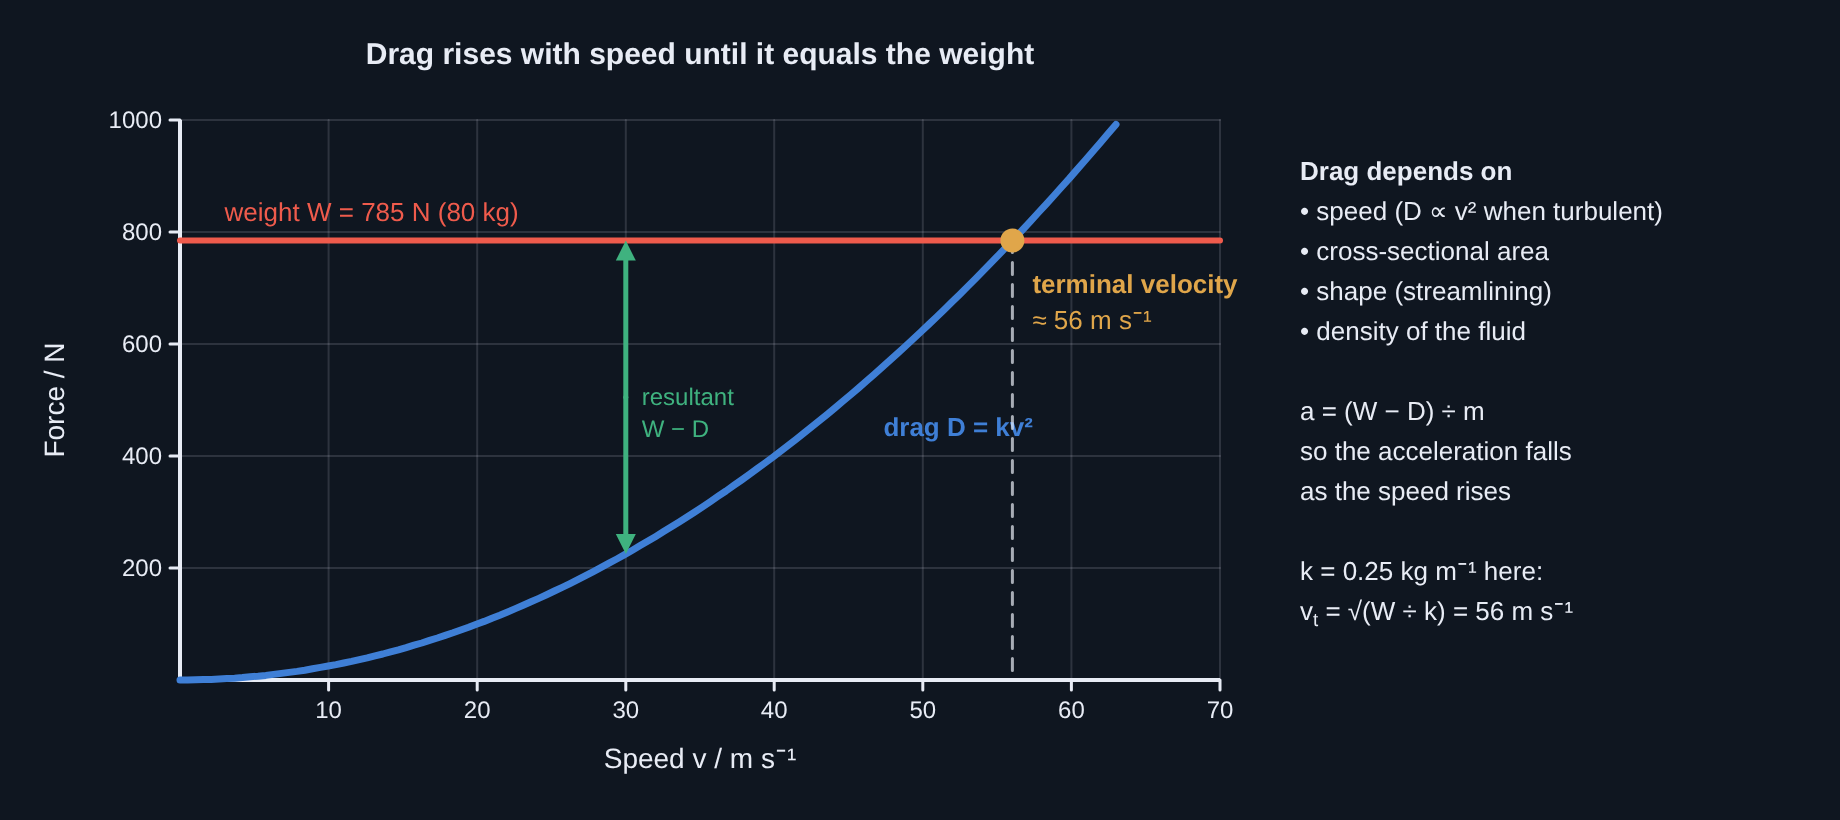 Drag rises with speed until it equals the weight
1000
800
600
400
200
Force / N
weight W = 785 N (80 kg)
terminal velocity
≈ 56 m s⁻¹
resultant
W − D
drag D = kv²
10
20
30
40
50
60
70
Speed v / m s⁻¹
Drag depends on
• speed (D ∝ v² when turbulent)
• cross-sectional area
• shape (streamlining)
• density of the fluid
a = (W − D) ÷ m
so the acceleration falls
as the speed rises
k = 0.25 kg m⁻¹ here:
vₜ = √(W ÷ k) = 56 m s⁻¹